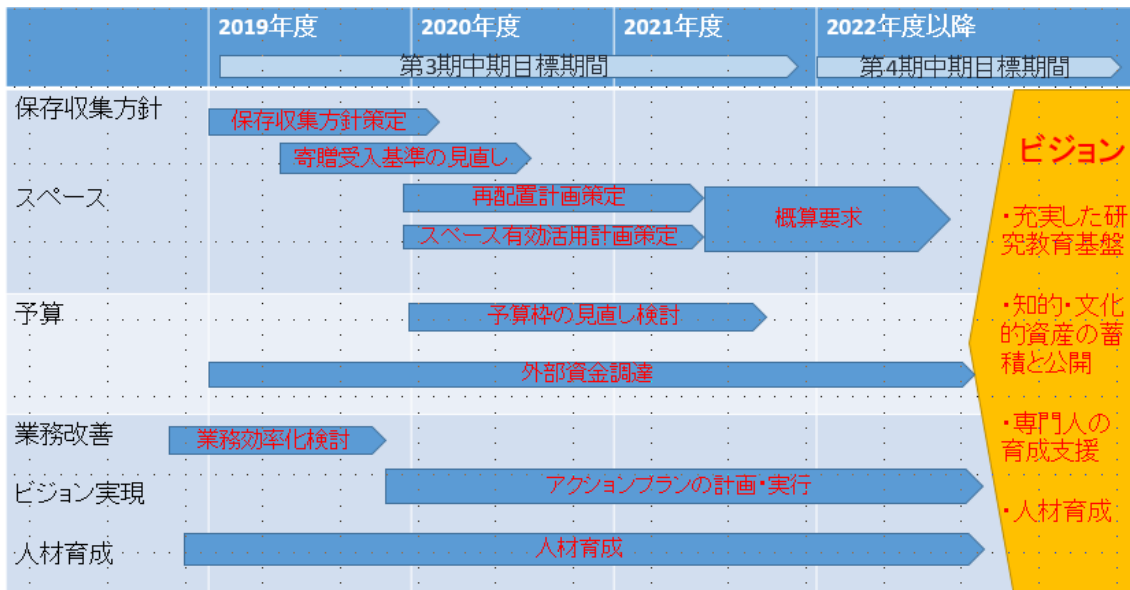 2019年度
2020年度
2021年度
2022年度以降
第3期中期目標期間
第4期中期目標期間
保存収集方針
保存収集方針策定
寄贈受入基準の見直し
スペース
再配置計画策定
スペース有効活用計画策定
概算要求
予算
予算枠の見直し検討
外部資金調達
業務改善
業務効率化検討
ビジョン実現
アクションプランの計画・実行
人材育成
人材育成
ビジョン
・充実した研
究教育基盤
・知的・文化
的資産の蓄
積と公開
・専門人の
育成支援
・人材育成